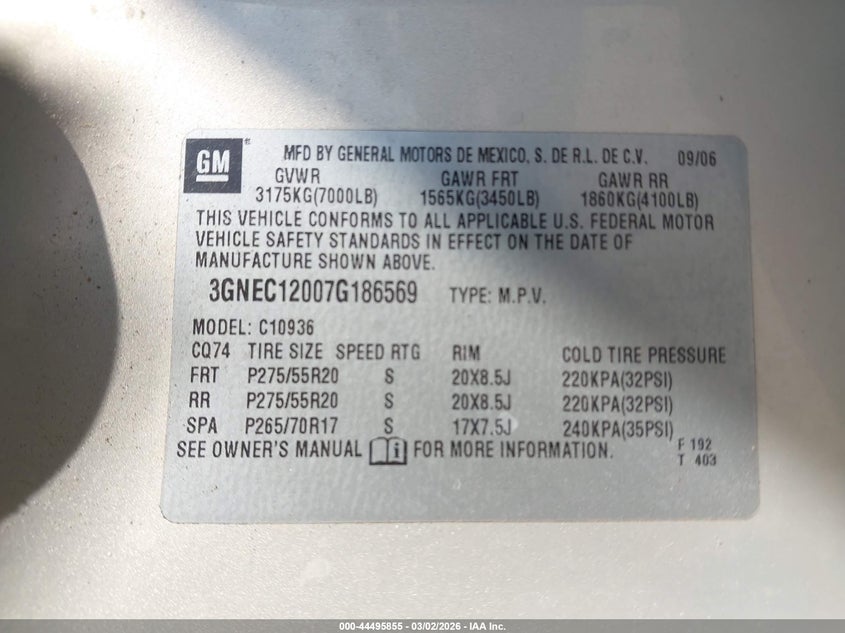 GM ® MFD BY GENERAL MOTORS DE MEXICO, S. DE R.L. DE C.V. 09/06
GVWR GAWR FRT GAWR RR
3175KG(7000LB) 1565KG(3450LB) 1860KG(4100LB)
THIS VEHICLE CONFORMS TO ALL APPLICABLE U.S. FEDERAL MOTOR
VEHICLE SAFETY STANDARDS IN EFFECT ON THE DATE OF
MANUFACTURE SHOWN ABOVE.
3GNEC12007G186569 TYPE: M.P.V.
MODEL: C10936
CQ74 TIRE SIZE SPEED RTG RIM COLD TIRE PRESSURE
FRT P275/55R20 S 20X8.5J 220KPA(32PSI)
RR P275/55R20 S 20X8.5J 220KPA(32PSI)
SPA P265/70R17 S 17X7.5J 240KPA(35PSI)
SEE OWNER'S MANUAL i FOR MORE INFORMATION. F 192
T 403
000-44495855 — 03/02/2026 — IAA Inc.